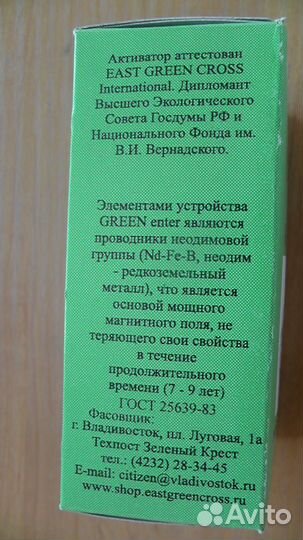 Активатор аттестован
EAST GREEN CROSS
International. Дипломант
Высшего Экологического
Совета Госдумы РФ и
Национального Фонда им.
В.И. Вернадского.
Элементами устройства
GREEN enter являются
проводники неодимовой
группы (Nd-Fe-B, неодим
- редкоземельный
металл), что является
основой мощного
магнитного поля, не
теряющего свои свойства
в течение
продолжительного
времени (7 - 9 лет)
ГОСТ 25639-83
Фасовщик:
г. Владивосток, пл. Луговая, 1а
Техпост Зеленый Крест
тел.: (4232) 28-34-45
E-mail: citizen@vladivostok.ru
www.shop.eastgreencross.ru
Avito